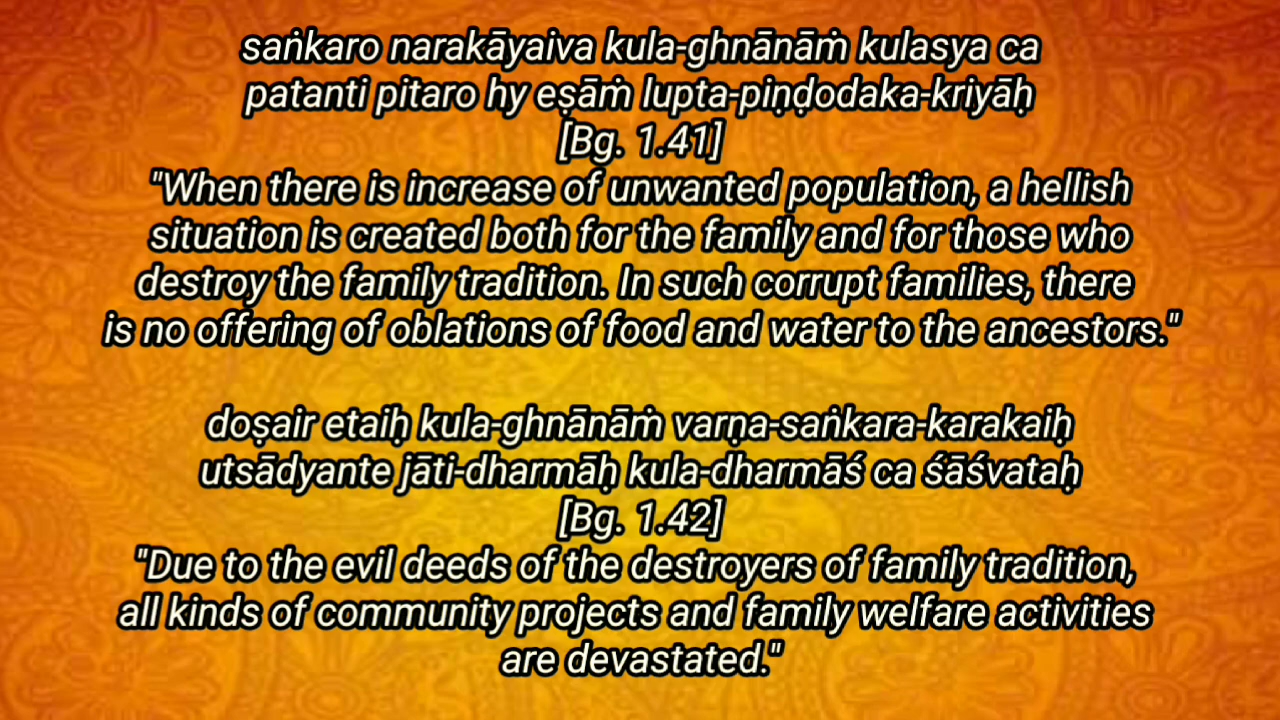 saṅkaro narakāyaiva kula-ghnānāṁ kulasya ca
patanti pitaro hy eṣāṁ lupta-piṇḍodaka-kriyāḥ
[Bg. 1.41]
"When there is increase of unwanted population, a hellish
situation is created both for the family and for those who
destroy the family tradition. In such corrupt families, there
is no offering of oblations of food and water to the ancestors."
doṣair etaiḥ kula-ghnānāṁ varṇa-saṅkara-karakaiḥ
utsādyante jāti-dharmāḥ kula-dharmāś ca śāśvataḥ
[Bg. 1.42]
"Due to the evil deeds of the destroyers of family tradition,
all kinds of community projects and family welfare activities
are devastated."